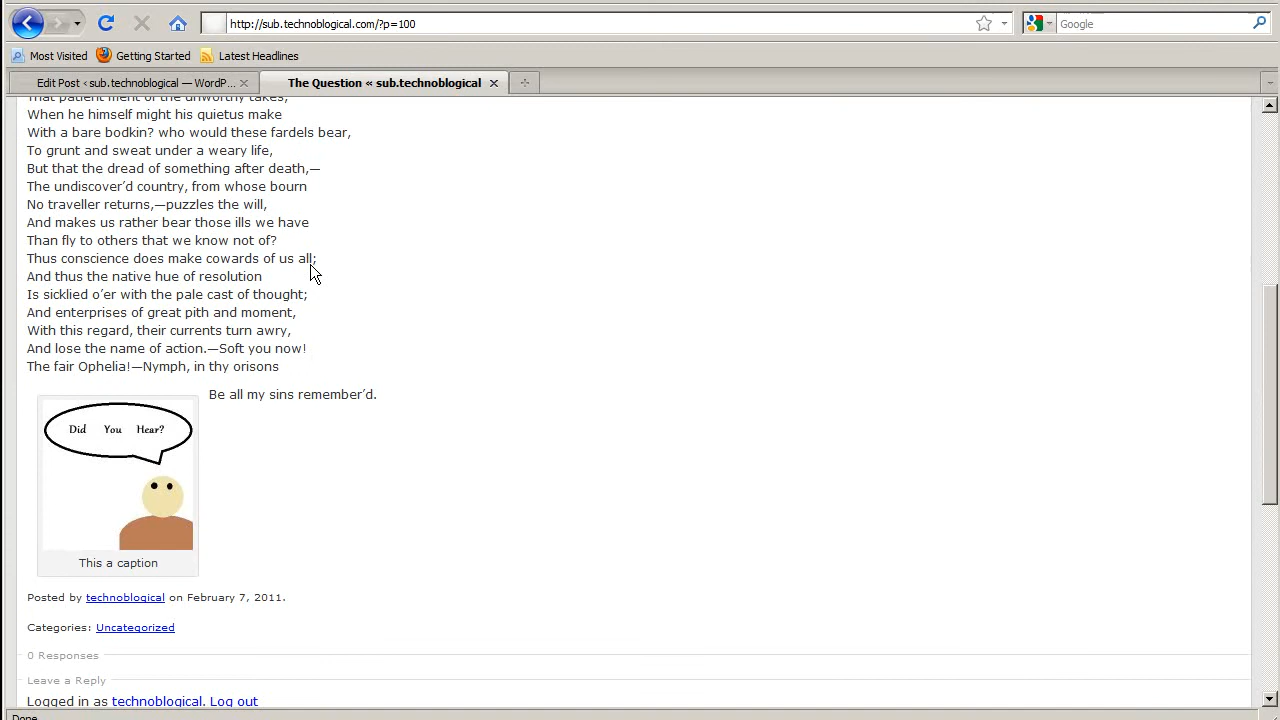 http://sub.technoblogical.com/?p=100
Google
Most Visited Getting Started Latest Headlines
Edit Post ‹ sub.technoblogical — WordP... The Question « sub.technoblogical
That patient merit of the unworthy takes,
When he himself might his quietus make
With a bare bodkin? who would these fardels bear,
To grunt and sweat under a weary life,
But that the dread of something after death,—
The undiscover’d country, from whose bourn
No traveller returns,—puzzles the will,
And makes us rather bear those ills we have
Than fly to others that we know not of?
Thus conscience does make cowards of us all;
And thus the native hue of resolution
Is sicklied o’er with the pale cast of thought;
And enterprises of great pith and moment,
With this regard, their currents turn awry,
And lose the name of action.—Soft you now!
The fair Ophelia!—Nymph, in thy orisons
Be all my sins remember’d.
Did You Hear?
This a caption
Posted by technoblogical on February 7, 2011.
Categories: Uncategorized
0 Responses
Leave a Reply
Logged in as technoblogical. Log out
Done